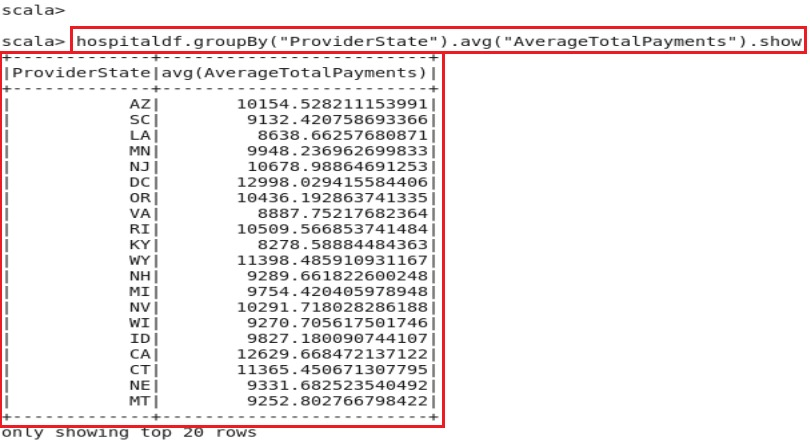 scala>
scala> hospitaldf.groupBy("ProviderState").avg("AverageTotalPayments").show
+-------------+-------------------------+
|ProviderState|avg(AverageTotalPayments)|
+-------------+-------------------------+
|           AZ|       10154.528211153991|
|           SC|        9132.420758693366|
|           LA|         8638.66257680871|
|           MN|        9948.236962699833|
|           NJ|        10678.98864691253|
|           DC|       12998.029415584406|
|           OR|       10436.192863741335|
|           VA|         8887.75217682364|
|           RI|       10509.566853741484|
|           KY|         8278.58884484363|
|           WY|       11398.485910931167|
|           NH|        9289.661822600248|
|           MI|        9754.420405978948|
|           NV|       10291.718028286188|
|           WI|        9270.705617501746|
|           ID|        9827.180090744107|
|           CA|       12629.668472137122|
|           CT|       11365.450671307795|
|           NE|        9331.682523540492|
|           MT|        9252.802766798422|
+-------------+-------------------------+
only showing top 20 rows